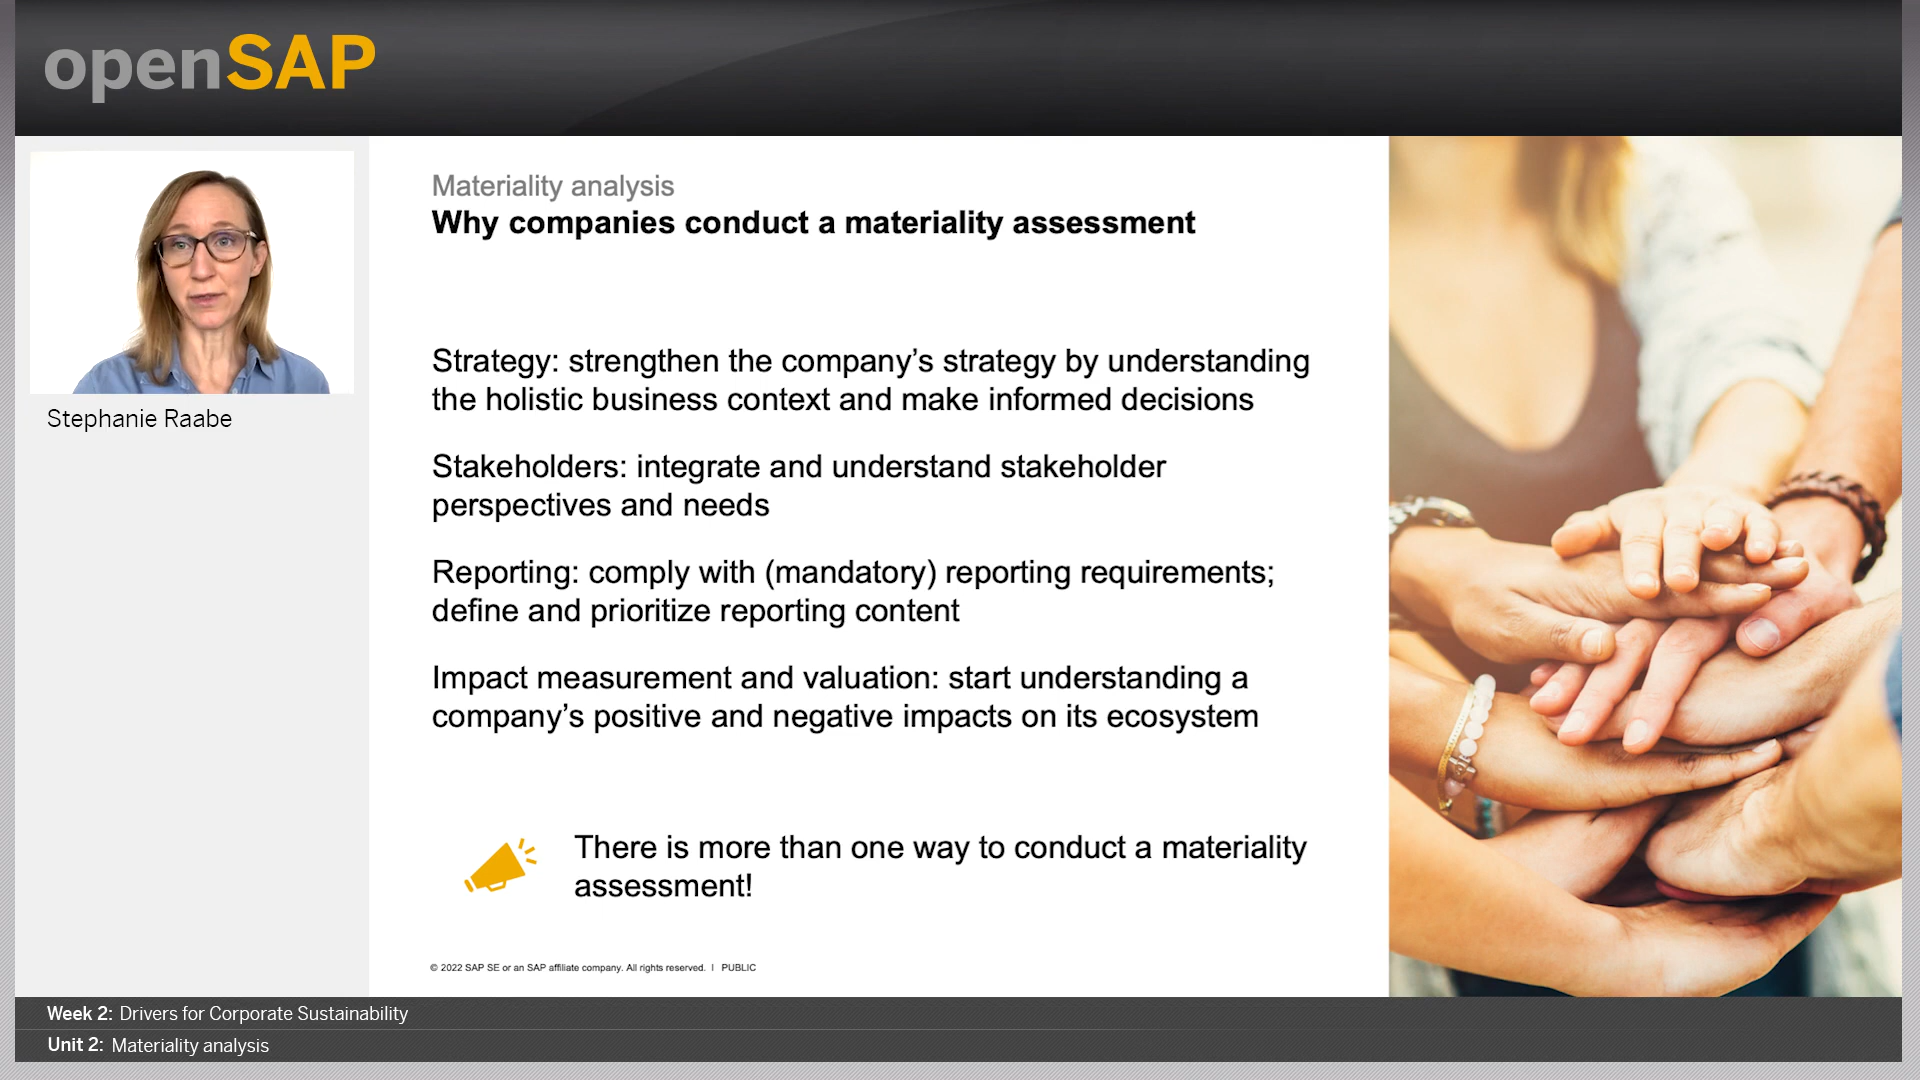 openSAP
Stephanie Raabe
Materiality analysis
Why companies conduct a materiality assessment
Strategy: strengthen the company’s strategy by understanding
the holistic business context and make informed decisions
Stakeholders: integrate and understand stakeholder
perspectives and needs
Reporting: comply with (mandatory) reporting requirements;
define and prioritize reporting content
Impact measurement and valuation: start understanding a
company’s positive and negative impacts on its ecosystem
There is more than one way to conduct a materiality
assessment!
© 2022 SAP SE or an SAP affiliate company. All rights reserved. | PUBLIC
Week 2: Drivers for Corporate Sustainability
Unit 2: Materiality analysis